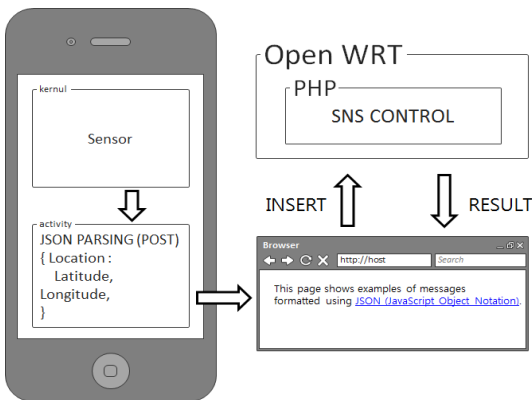 kernul
Sensor
activity
JSON PARSING (POST)
{ Location :
Latitude,
Longitude,
}
Open WRT
PHP
SNS CONTROL
INSERT
RESULT
Browser
http://host
Search
This page shows examples of messages
formatted using JSON (JavaScript Object Notation).